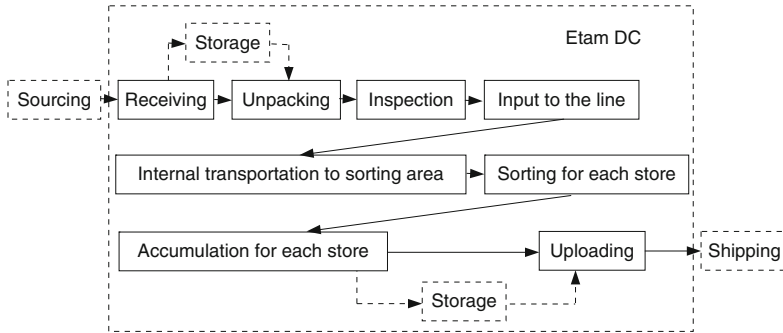 Storage
Etam DC
Sourcing
Receiving
Unpacking
Inspection
Input to the line
Internal transportation to sorting area
Sorting for each store
Accumulation for each store
Uploading
Shipping
Storage